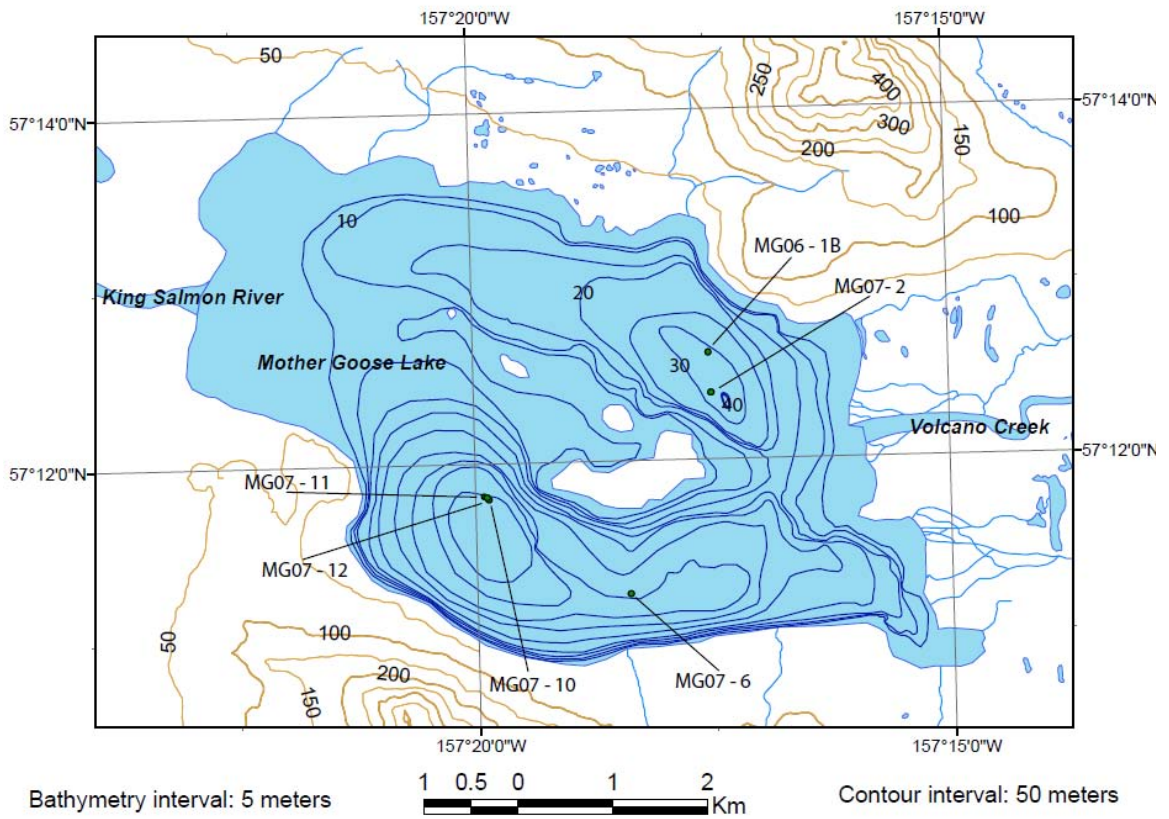 157°20'0"W
157°15'0"W
50
250
400
57°14'0"N
57°14'0"N
300
150
200
10
100
MG06 - 1B
20
MG07- 2
King Salmon River
30
Mother Goose Lake
40
Volcano Creek
57°12'0"N
57°12'0"N
MG07 - 11
MG07 - 12
50
100
200
MG07 - 10
MG07 - 6
150
157°20'0"W
157°15'0"W
1 0.5 0 1 2
Km
Bathymetry interval: 5 meters
Contour interval: 50 meters